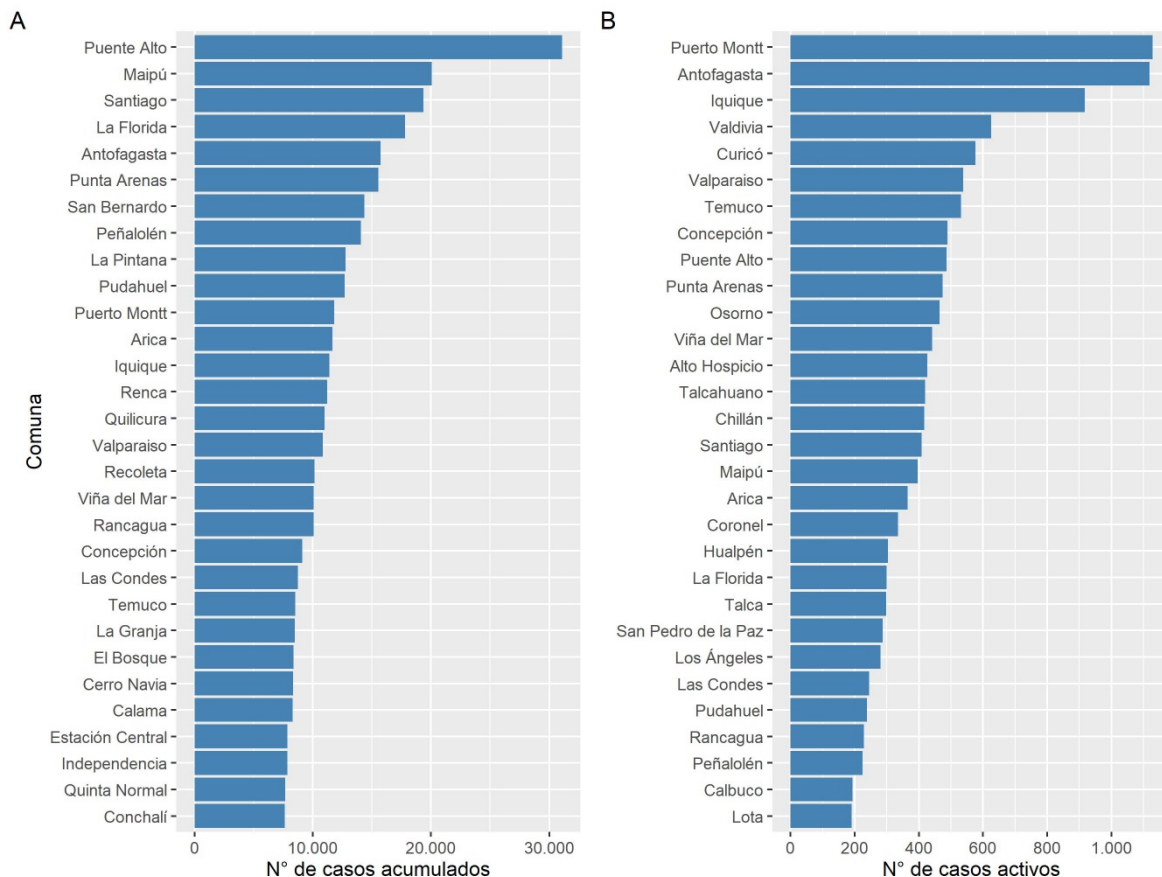 A
Puente Alto
Maipú
Santiago
La Florida
Antofagasta
Punta Arenas
San Bernardo
Peñalolén
La Pintana
Pudahuel
Puerto Montt
Arica
Iquique
Renca
Quilicura
Valparaiso
Recoleta
Viña del Mar
Rancagua
Concepción
Las Condes
Temuco
La Granja
El Bosque
Cerro Navia
Calama
Estación Central
Independencia
Quinta Normal
Conchalí
Comuna
0 10.000 20.000 30.000
N° de casos acumulados
B
Puerto Montt
Antofagasta
Iquique
Valdivia
Curicó
Valparaiso
Temuco
Concepción
Puente Alto
Punta Arenas
Osorno
Viña del Mar
Alto Hospicio
Talcahuano
Chillán
Santiago
Maipú
Arica
Coronel
Hualpén
La Florida
Talca
San Pedro de la Paz
Los Ángeles
Las Condes
Pudahuel
Rancagua
Peñalolén
Calbuco
Lota
0 200 400 600 800 1.000
N° de casos activos